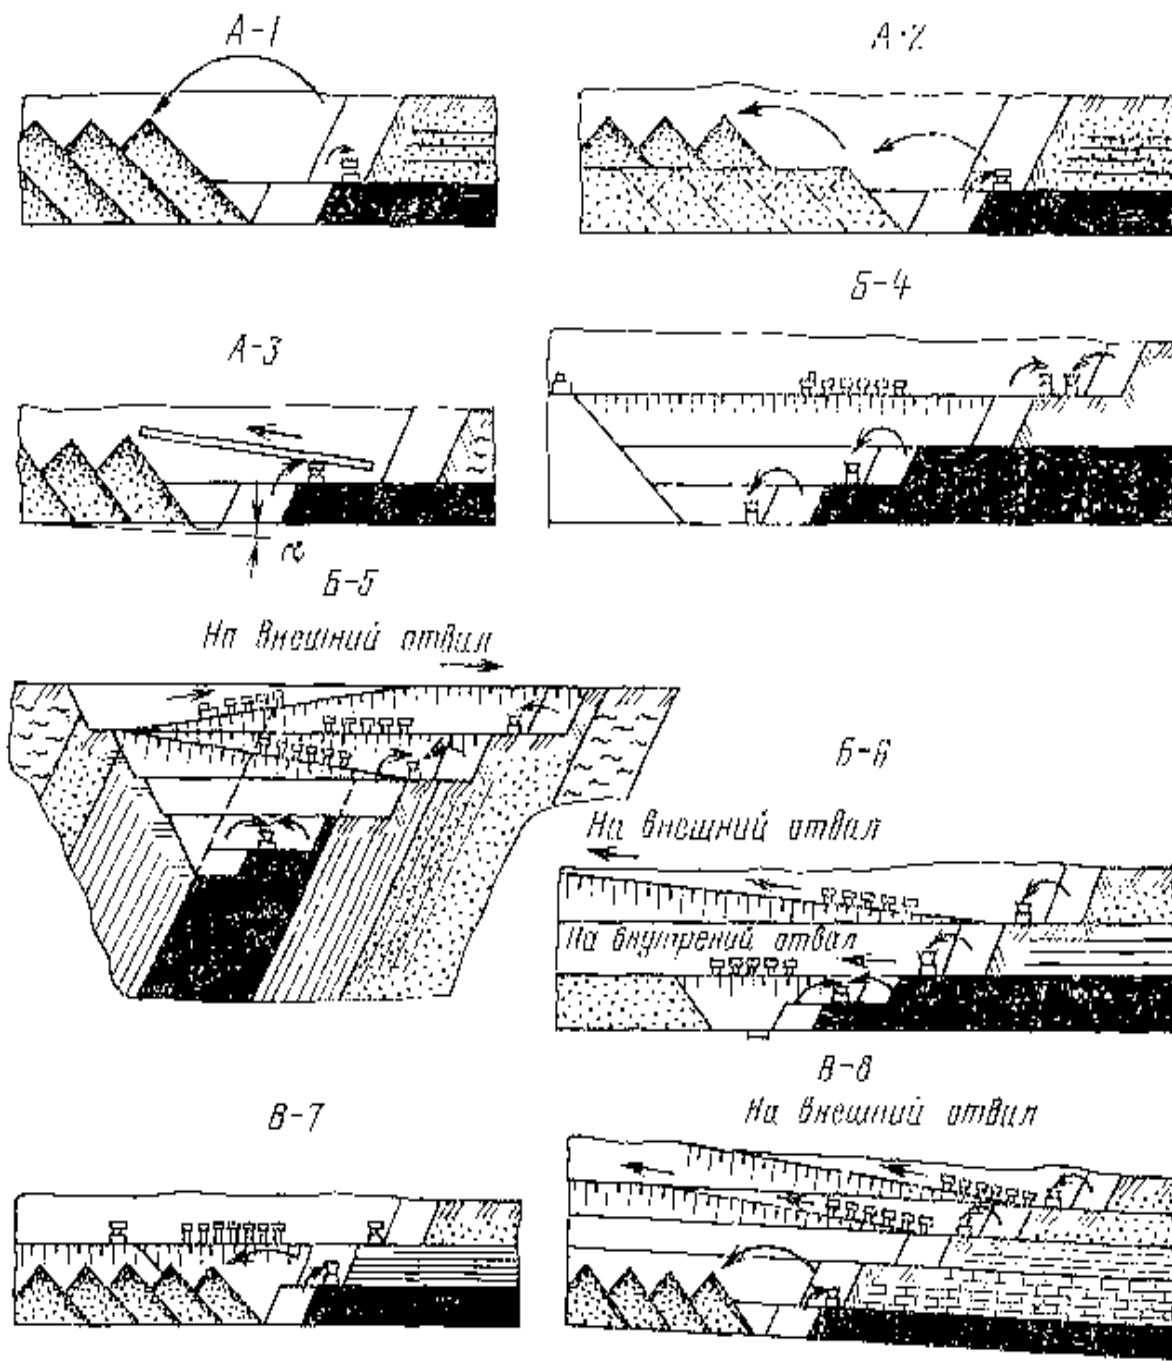 А-1
А-2
Б-4
А-3
α
Б-5
На внешний отвал
Б-6
На внешний отвал
На внутрений отвал
В-8
На внешний отвал
В-7